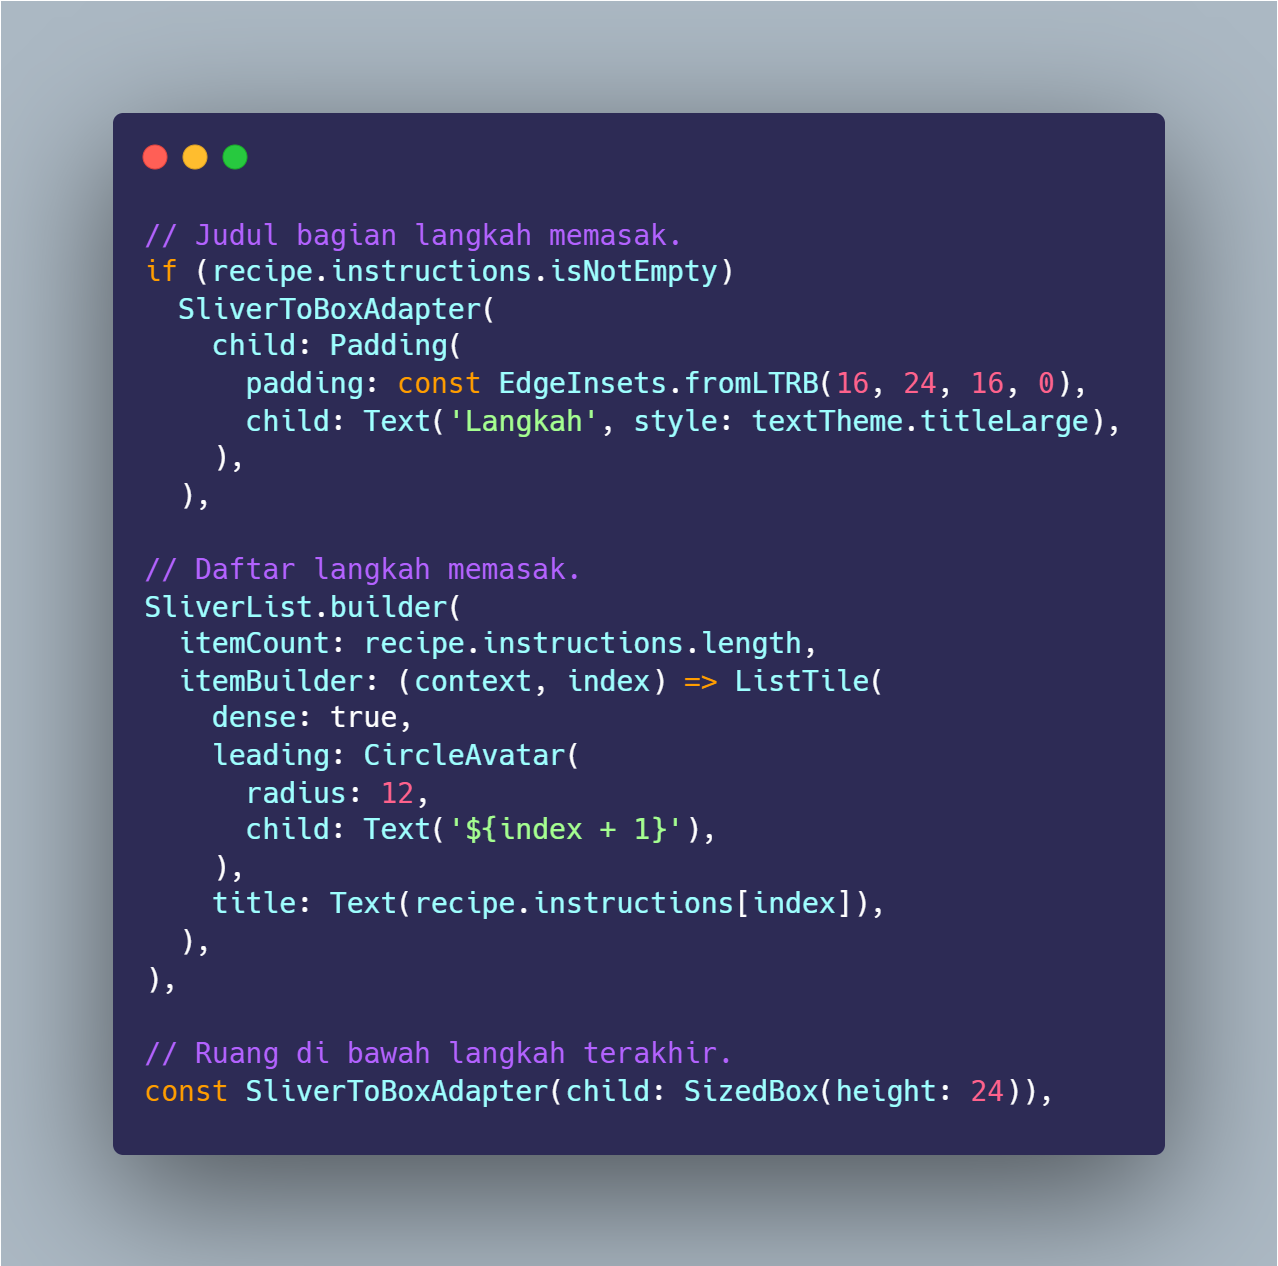 // Judul bagian langkah memasak.
if (recipe.instructions.isNotEmpty)
  SliverToBoxAdapter(
    child: Padding(
      padding: const EdgeInsets.fromLTRB(16, 24, 16, 0),
      child: Text('Langkah', style: textTheme.titleLarge),
    ),
  ),

// Daftar langkah memasak.
SliverList.builder(
  itemCount: recipe.instructions.length,
  itemBuilder: (context, index) => ListTile(
    dense: true,
    leading: CircleAvatar(
      radius: 12,
      child: Text('${index + 1}'),
    ),
    title: Text(recipe.instructions[index]),
  ),
),

// Ruang di bawah langkah terakhir.
const SliverToBoxAdapter(child: SizedBox(height: 24)),